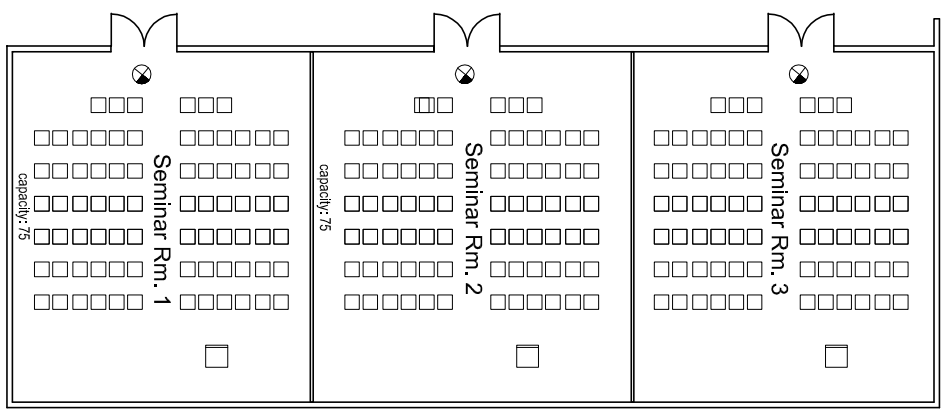 Seminar Rm. 1
capacity: 75
Seminar Rm. 2
capacity: 75
Seminar Rm. 3